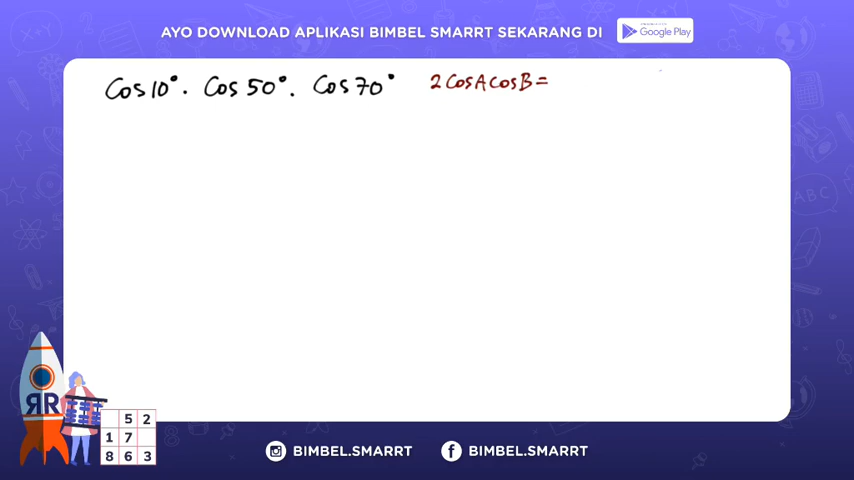 AYO DOWNLOAD APLIKASI BIMBEL SMARRT SEKARANG DI
Google Play
Cos 10° . Cos 50° . Cos 70° 2 Cos A Cos B =
5 2
1 7
8 6 3
BIMBEL.SMARRT
BIMBEL.SMARRT